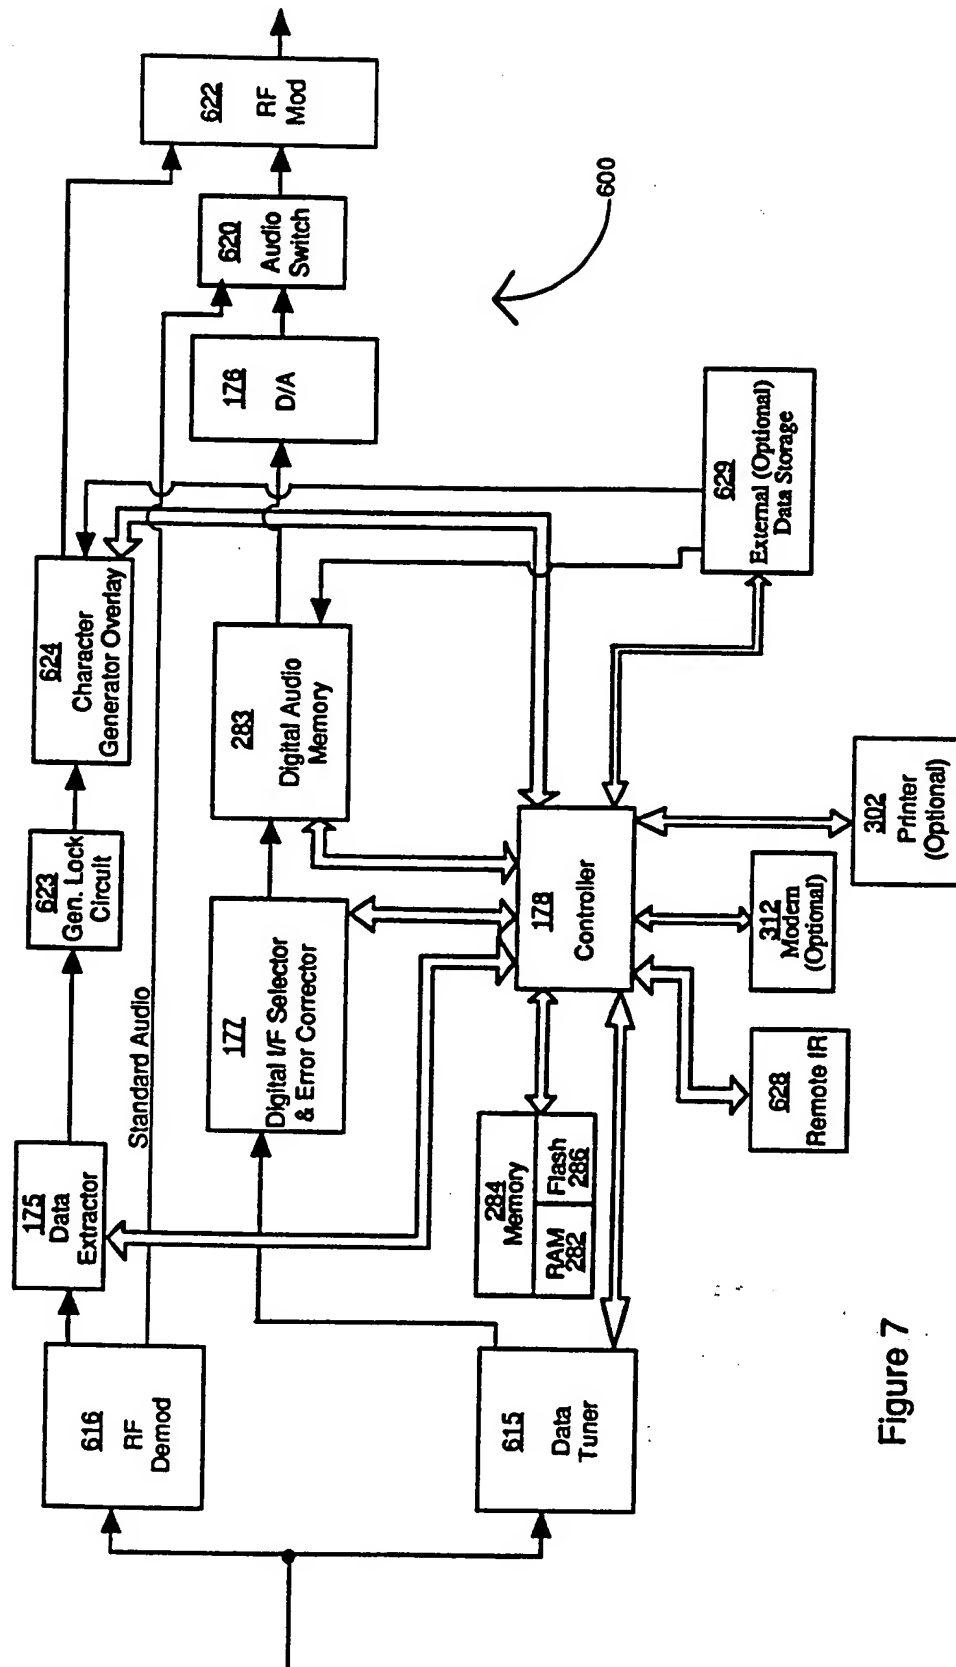 616
RF
Demod
175
Data
Extractor
623
Gen. Lock
Circuit
624
Character
Generator Overlay
622
RF
Mod
Standard Audio
620
Audio
Switch
176
D/A
283
Digital Audio
Memory
177
Digital I/F Selector
& Error Corrector
615
Data
Tuner
284
Memory
RAM
282
Flash
286
178
Controller
629
External (Optional)
Data Storage
600
628
Remote IR
312
Modem
(Optional)
302
Printer
(Optional)
Figure 7